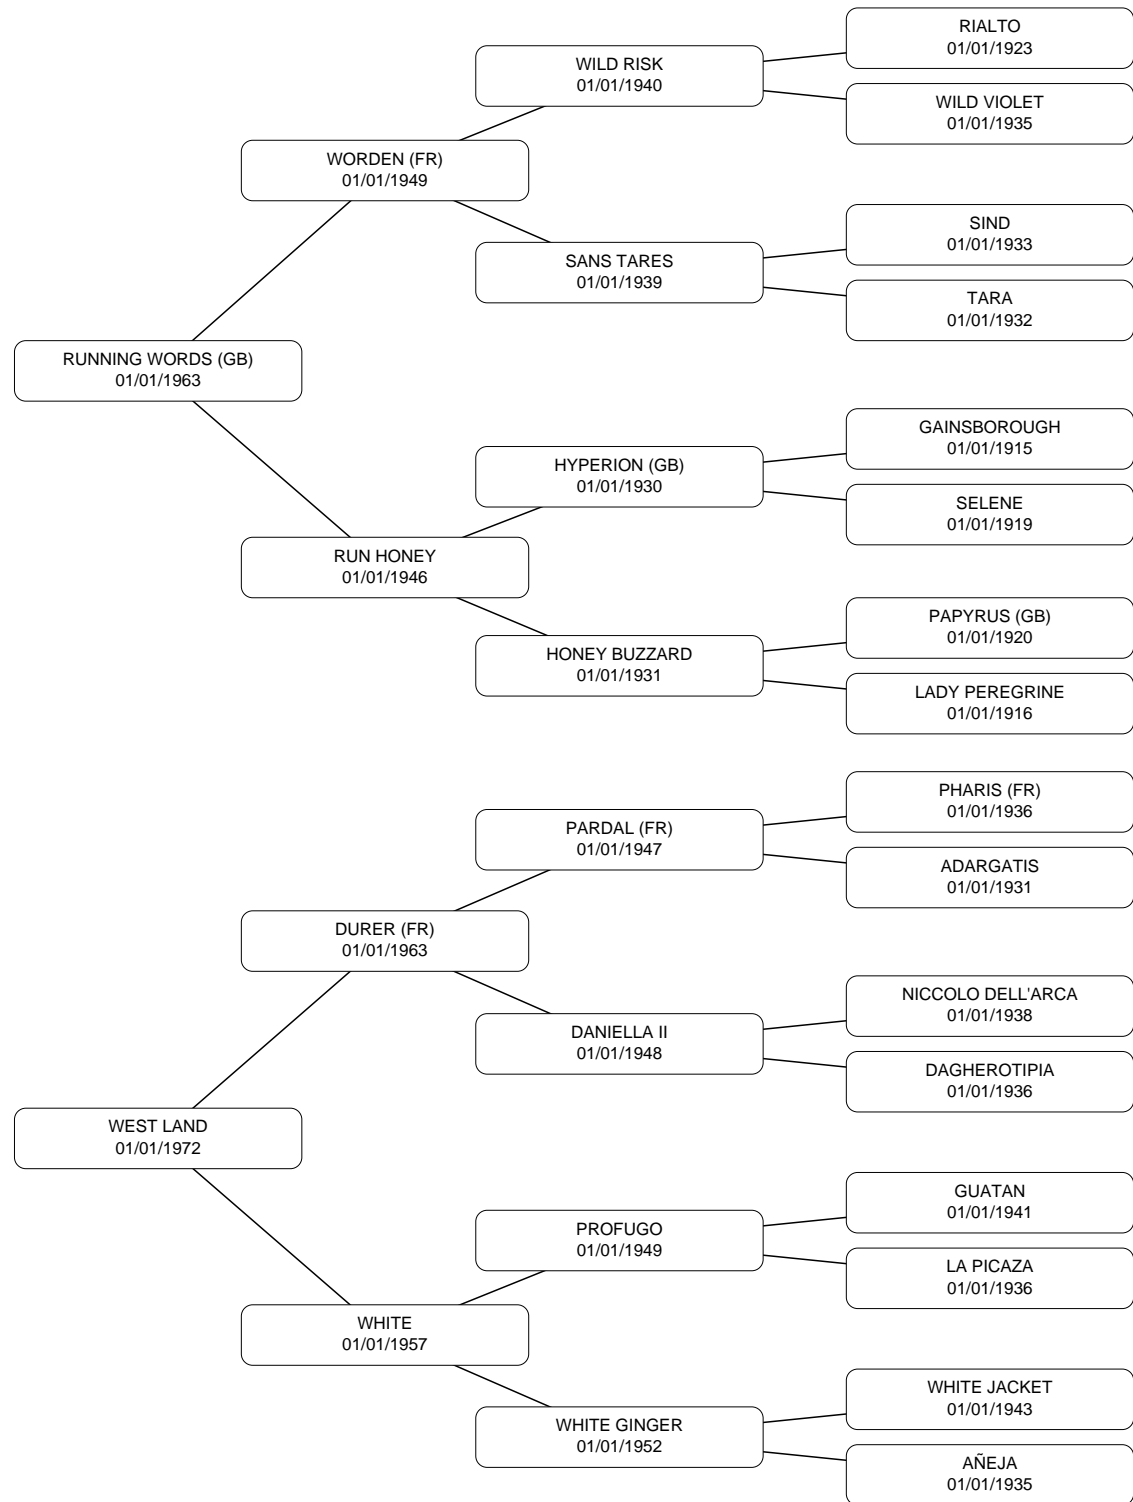 RIALTO
01/01/1923
WILD RISK
01/01/1940
WILD VIOLET
01/01/1935
WORDEN (FR)
01/01/1949
SIND
01/01/1933
SANS TARES
01/01/1939
TARA
01/01/1932
RUNNING WORDS (GB)
01/01/1963
GAINSBOROUGH
01/01/1915
HYPERION (GB)
01/01/1930
SELENE
01/01/1919
RUN HONEY
01/01/1946
PAPYRUS (GB)
01/01/1920
HONEY BUZZARD
01/01/1931
LADY PEREGRINE
01/01/1916
PHARIS (FR)
01/01/1936
PARDAL (FR)
01/01/1947
ADARGATIS
01/01/1931
DURER (FR)
01/01/1963
NICCOLO DELL'ARCA
01/01/1938
DANIELLA II
01/01/1948
DAGHEROTIPIA
01/01/1936
WEST LAND
01/01/1972
GUATAN
01/01/1941
PROFUGO
01/01/1949
LA PICAZA
01/01/1936
WHITE
01/01/1957
WHITE JACKET
01/01/1943
WHITE GINGER
01/01/1952
AÑEJA
01/01/1935